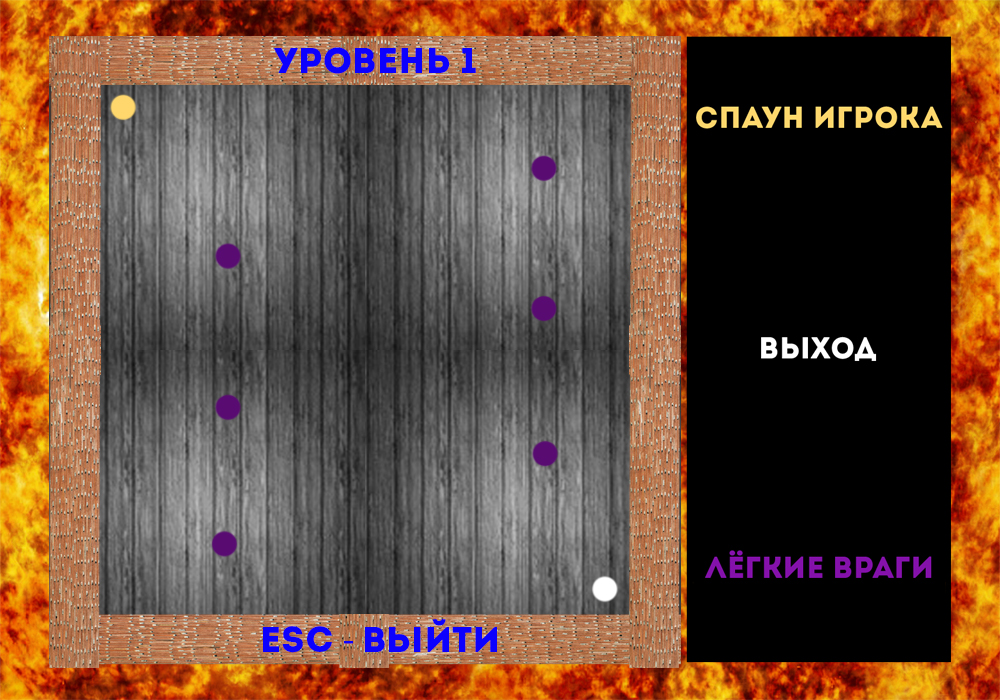 УРОВЕНЬ 1
СПАУН ИГРОКА
ВЫХОД
ЛЁГКИЕ ВРАГИ
ESC - ВЫЙТИ